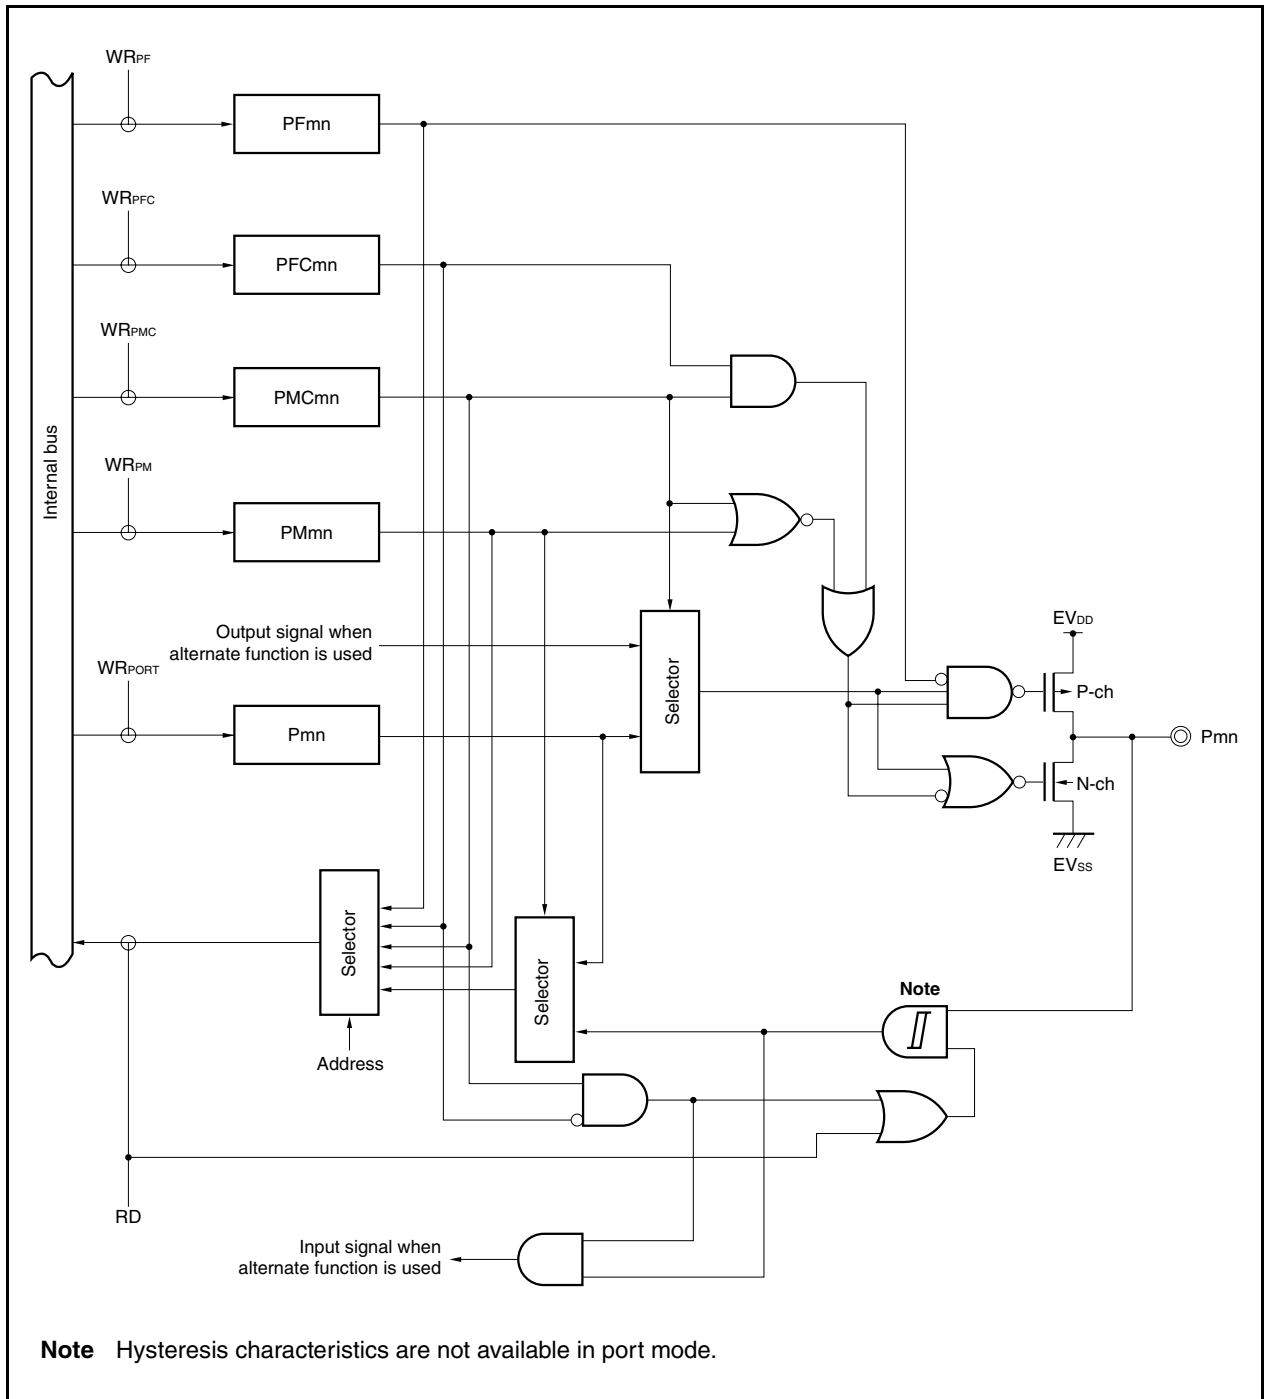 WRPF
PFmn
WRPFC
PFCmn
WRPMC
PMCmn
Internal bus
WRPM
PMmn
Output signal when
alternate function is used
WRPORT
Pmn
Selector
EVDD
P-ch
Pmn
N-ch
EVSS
Selector
Selector
Note
Address
RD
Input signal when
alternate function is used
Note Hysteresis characteristics are not available in port mode.